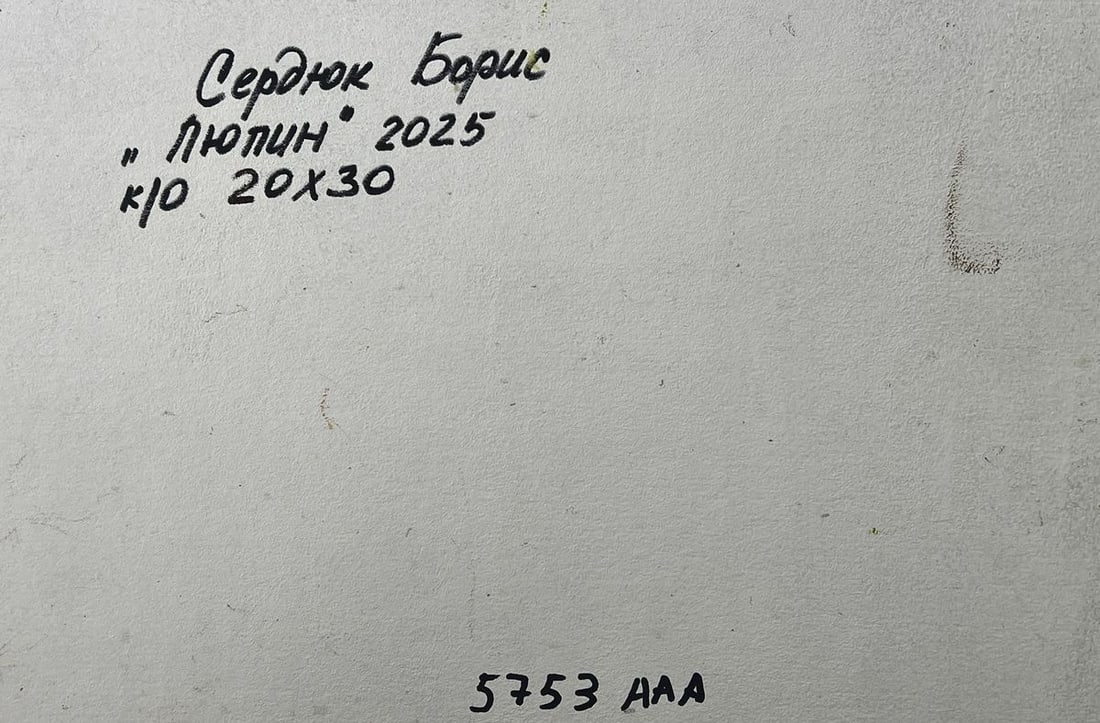 Сердюк Борис
„Люпин" 2025
к/о 20х30
5753 ААА